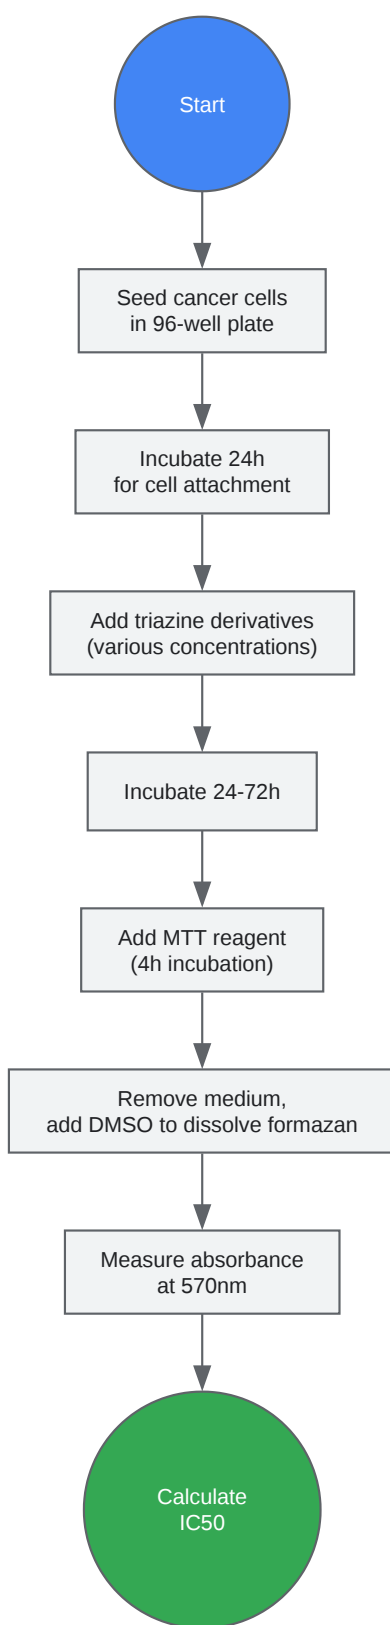 Start
Seed cancer cells
in 96-well plate
Incubate 24h
for cell attachment
Add triazine derivatives
(various concentrations)
Incubate 24-72h
Add MTT reagent
(4h incubation)
Remove medium,
add DMSO to dissolve formazan
Measure absorbance
at 570nm
Calculate
IC50